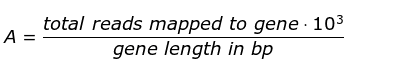 A = total reads mapped to gene · 10³ / gene length in bp